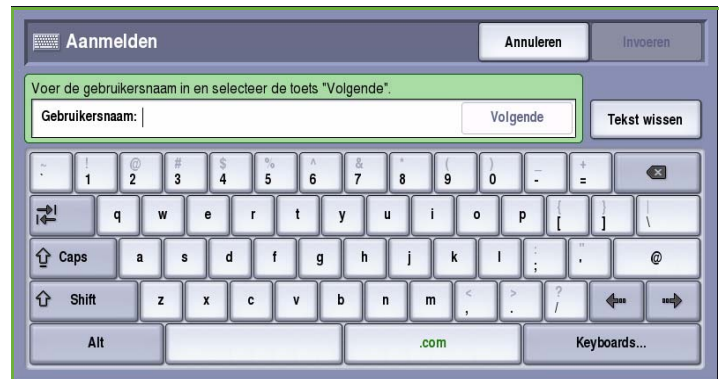 Aanmelden Annuleren Invoeren
Voer de gebruikersnaam in en selecteer de toets "Volgende".
Gebruikersnaam: Volgende Tekst wissen
~ ! @ # $ % ^ & * ( ) _ +
` 1 2 3 4 5 6 7 8 9 0 - =
q w e r t y u i o p { [ } ] | \
Caps a s d f g h j k l : ; " ' @
Shift z x c v b n m < , > . ? /
Alt .com Keyboards...